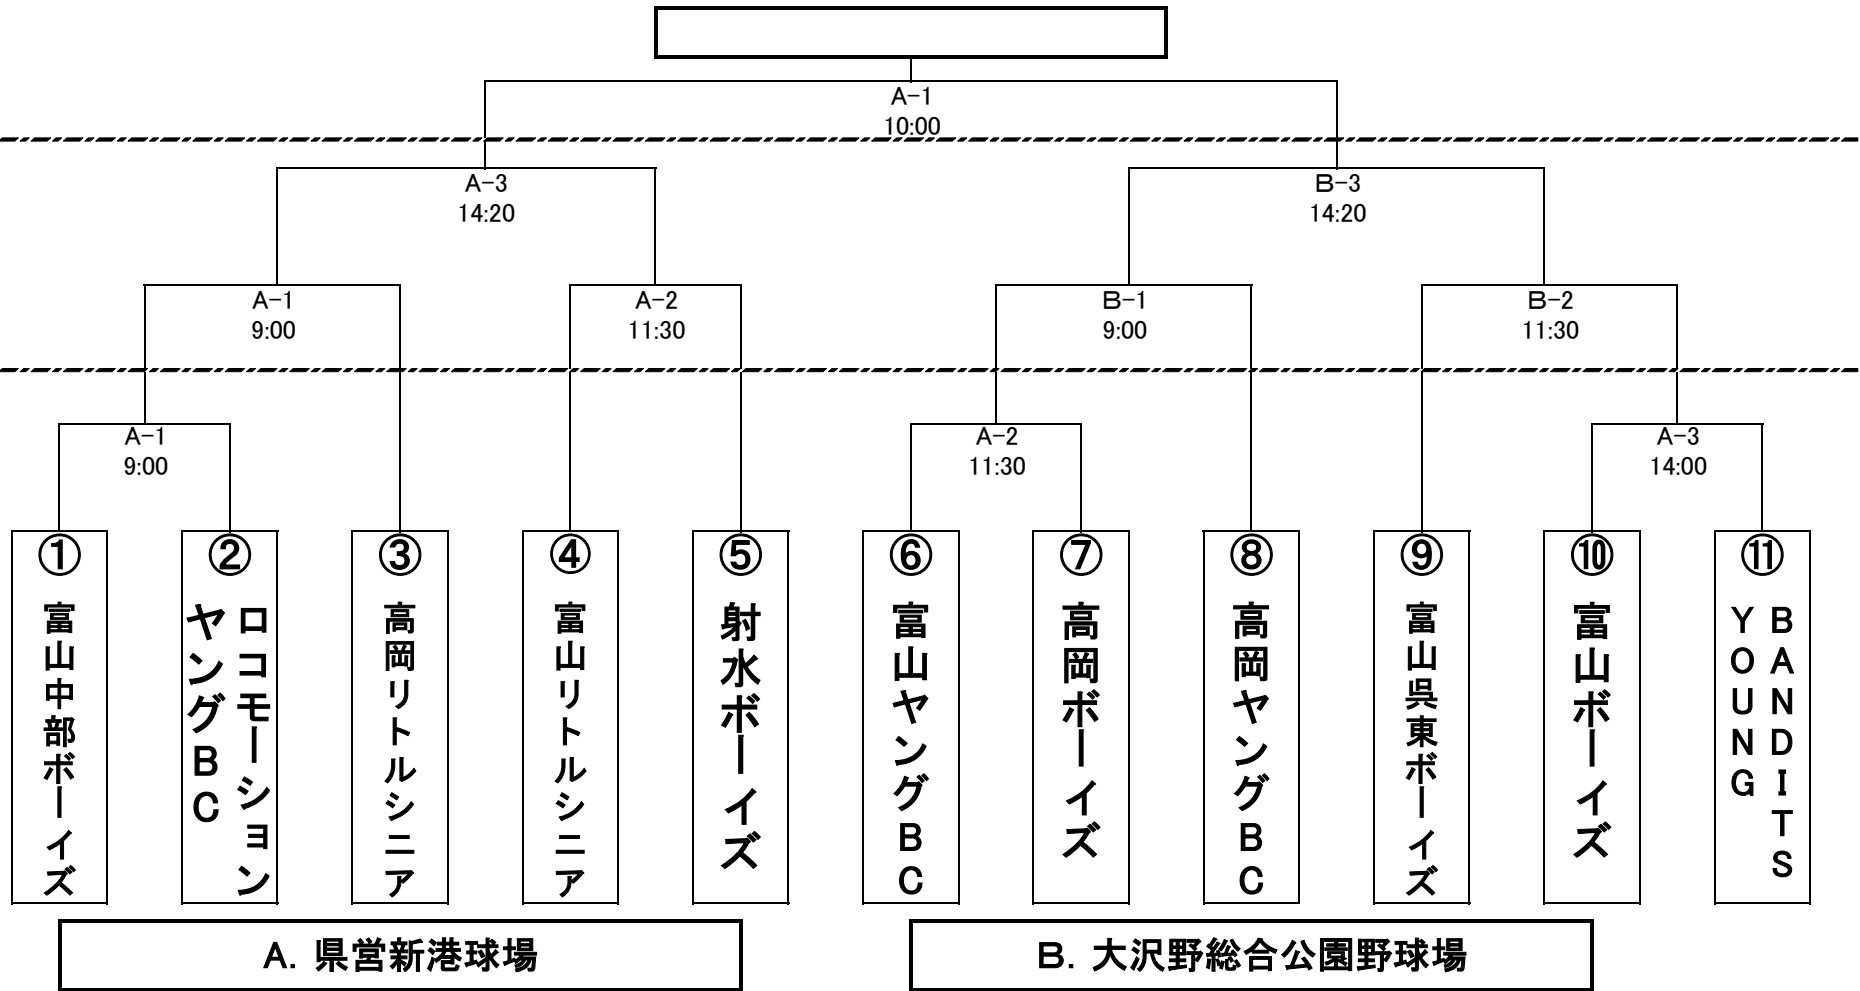 A-1
10:00
A-3
14:20
B-3
14:20
A-1
9:00
A-2
11:30
B-1
9:00
B-2
11:30
A-1
9:00
A-2
11:30
A-3
14:00
①
富山中部ボーイズ
②
ロコモーション
ヤングBC
③
高岡リトルシニア
④
富山リトルシニア
⑤
射水ボーイズ
⑥
富山ヤングBC
⑦
高岡ボーイズ
⑧
高岡ヤングBC
⑨
富山呉東ボーイズ
⑩
富山ボーイズ
⑪
BANDITS
YOUNG
A. 県営新港球場
B. 大沢野総合公園野球場